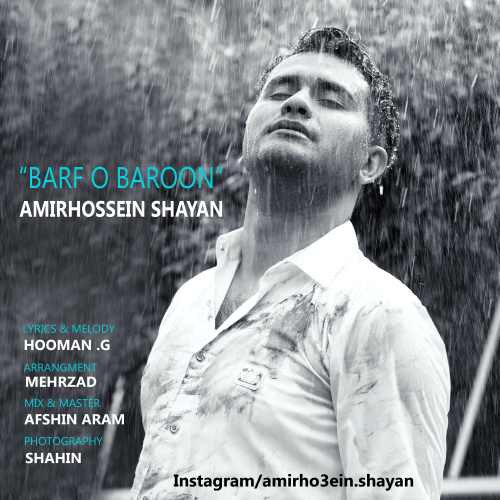 “BARF O BAROON”
AMIRHOSSEIN SHAYAN
LYRICS & MELODY
HOOMAN .G
ARRANGMENT
MEHRZAD
MIX & MASTER
AFSHIN ARAM
PHOTOGRAPHY
SHAHIN
Instagram/amirho3ein.shayan